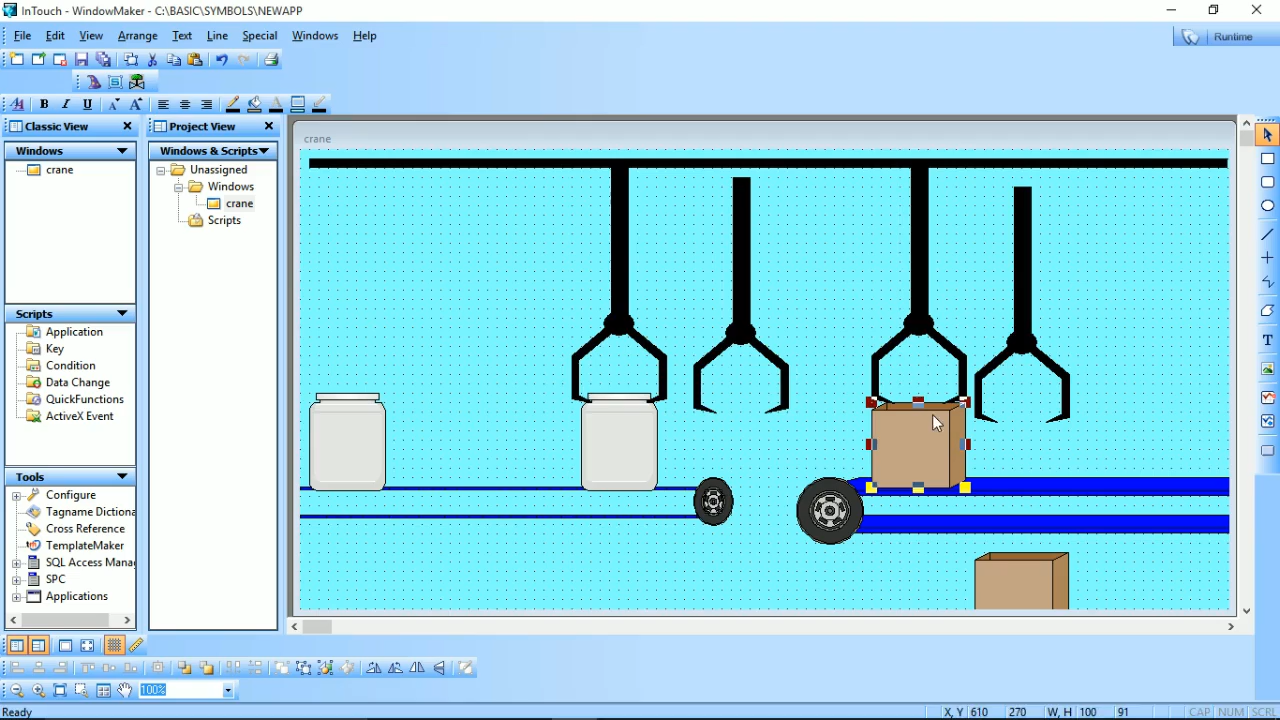 InTouch - WindowMaker - C:\BASIC\SYMBOLS\NEWAPP
File Edit View Arrange Text Line Special Windows Help
Runtime
B I U
Classic View
Project View
crane
Windows
Windows & Scripts
crane
Unassigned
Windows
crane
Scripts
Scripts
Application
Key
Condition
Data Change
QuickFunctions
ActiveX Event
Tools
Configure
Tagname Dictiona
Cross Reference
TemplateMaker
SQL Access Mana
SPC
Applications
100%
Ready
X, Y 610 270 W, H 100 91 CAP NUM SCRL